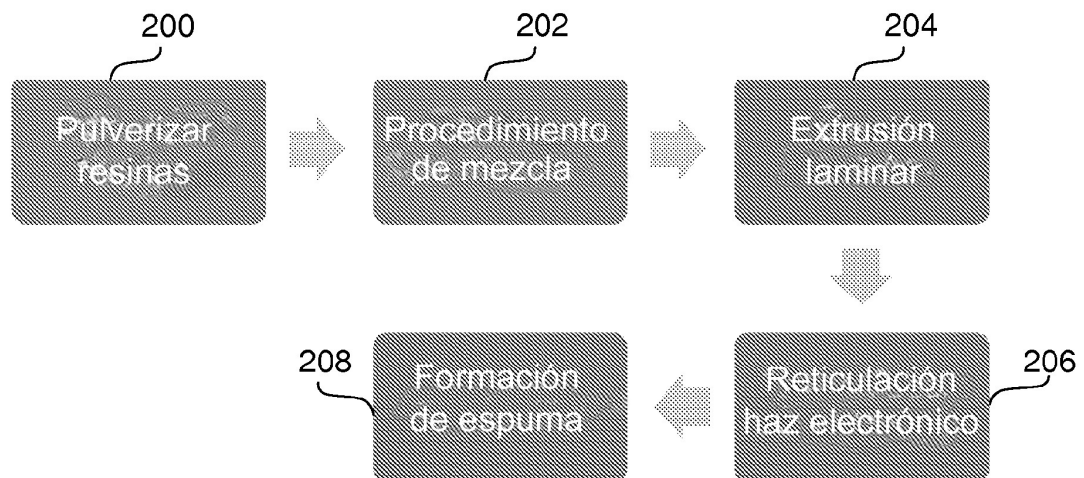 200
Pulverizar
resinas
202
Procedimiento
de mezcla
204
Extrusión
laminar
206
Reticulación
haz electrónico
208
Formación
de espuma